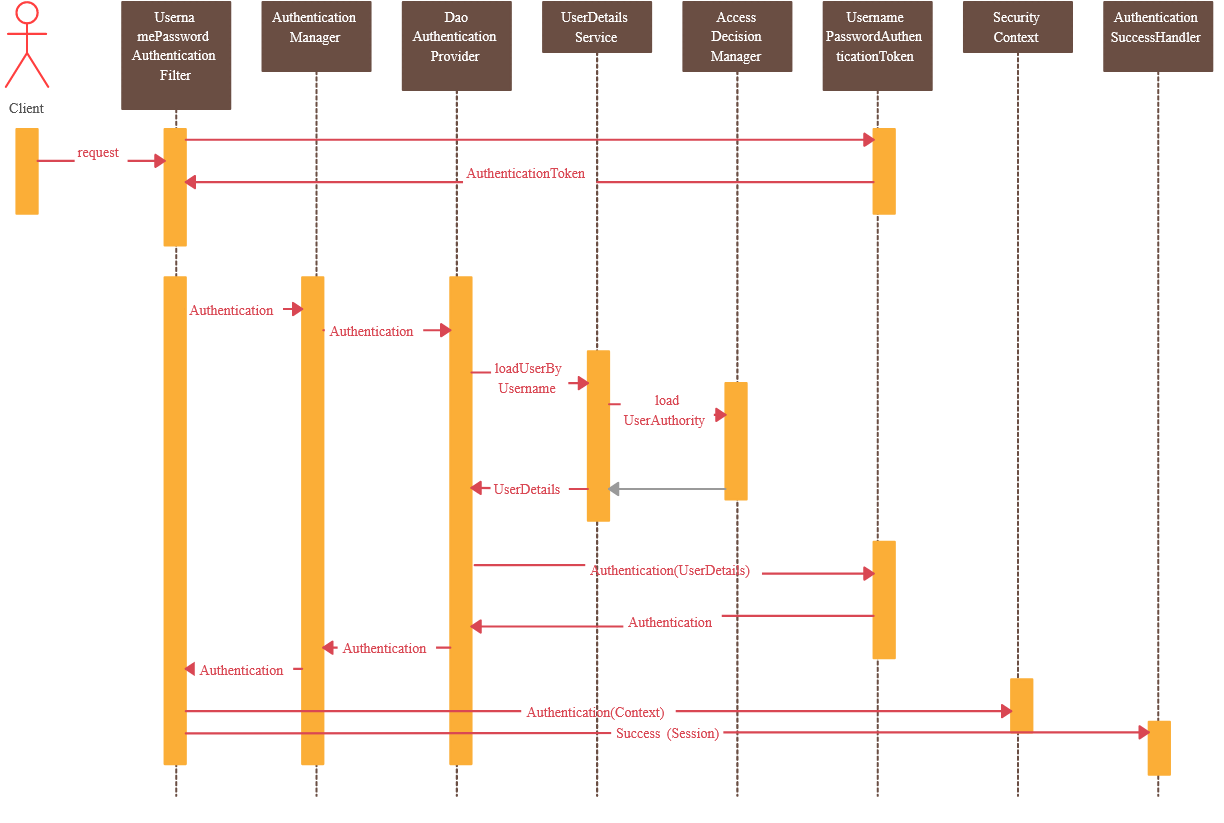 Userna
mePassword
Authentication
Filter
Authentication
Manager
Dao
Authentication
Provider
UserDetails
Service
Access
Decision
Manager
Username
PasswordAuthen
ticationToken
Security
Context
Authentication
SuccessHandler
Client
request
AuthenticationToken
Authentication
Authentication
loadUserBy
Username
load
UserAuthority
UserDetails
Authentication(UserDetails)
Authentication
Authentication
Authentication
Authentication(Context)
Success (Session)